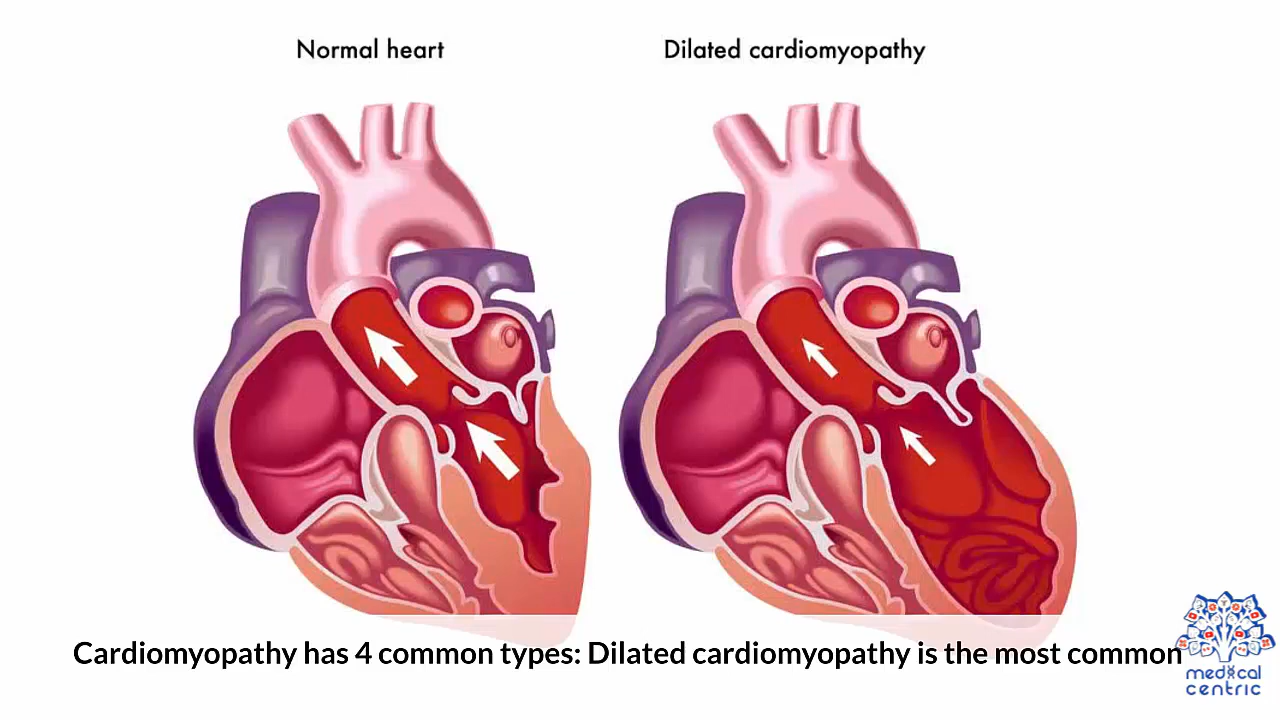 Normal heart
Dilated cardiomyopathy
Cardiomyopathy has 4 common types: Dilated cardiomyopathy is the most common
medical
centric